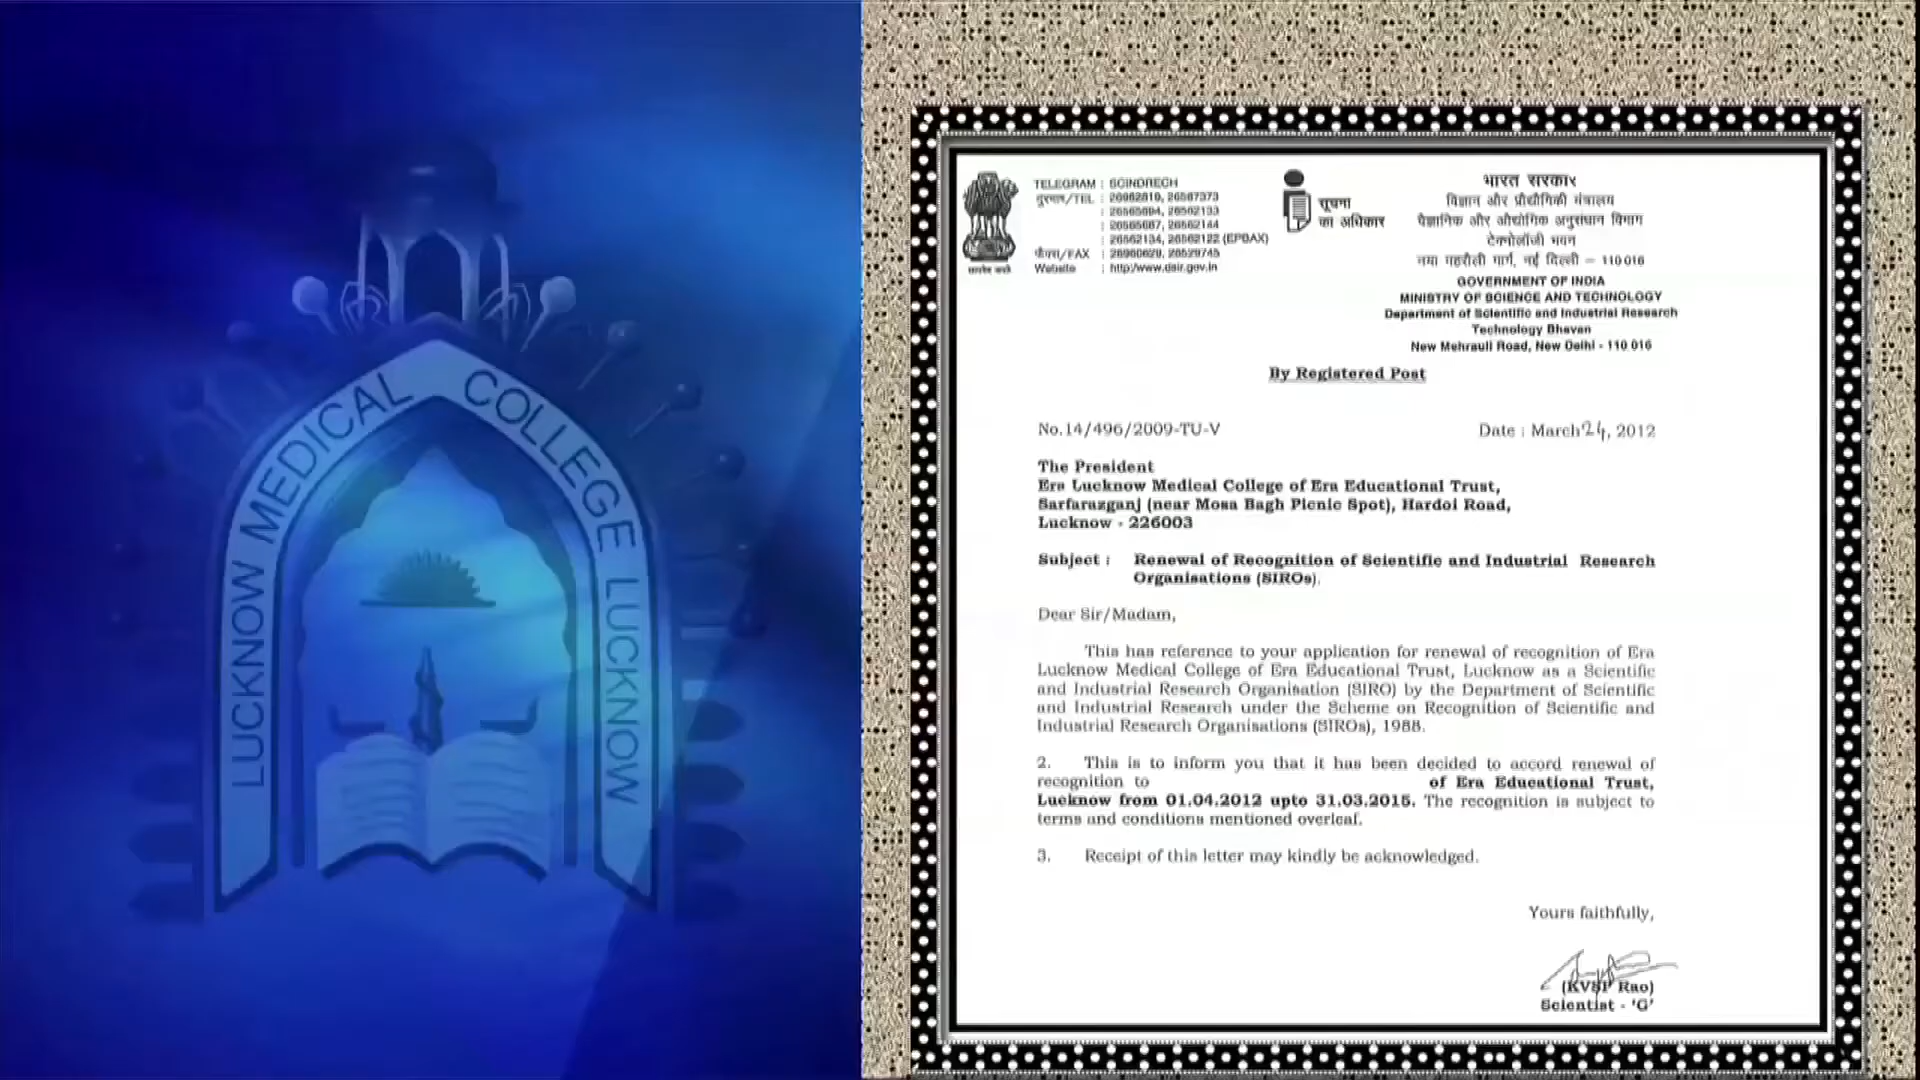 LUCKNOW MEDICAL COLLEGE LUCKNOW
TELEGRAM : SCINDRECH
दूरभाष/TEL : 26962819, 26567373
: 26565694, 26562133
: 26565687, 26562144
: 26562134, 26562122 (EPBAX)
फैक्स/FAX : 26960629, 26529745
Website : http://www.dsir.gov.in
सत्यमेव जयते
सूचना
का अधिकार
भारत सरकार
विज्ञान और प्रौद्योगिकी मंत्रालय
वैज्ञानिक और औद्योगिक अनुसंधान विभाग
टेक्नोलॉजी भवन
नया महरौली मार्ग, नई दिल्ली - 110016
GOVERNMENT OF INDIA
MINISTRY OF SCIENCE AND TECHNOLOGY
Department of Scientific and Industrial Research
Technology Bhavan
New Mehrauli Road, New Delhi - 110 016
By Registered Post
No.14/496/2009-TU-V
Date : March 24, 2012
The President
Era Lucknow Medical College of Era Educational Trust,
Sarfarazganj (near Mosa Bagh Picnic Spot), Hardoi Road,
Lucknow - 226003
Subject : Renewal of Recognition of Scientific and Industrial Research
Organisations (SIROs).
Dear Sir/Madam,
This has reference to your application for renewal of recognition of Era
Lucknow Medical College of Era Educational Trust, Lucknow as a Scientific
and Industrial Research Organisation (SIRO) by the Department of Scientific
and Industrial Research under the Scheme on Recognition of Scientific and
Industrial Research Organisations (SIROs), 1988.
2. This is to inform you that it has been decided to accord renewal of
recognition to of Era Educational Trust,
Lucknow from 01.04.2012 upto 31.03.2015. The recognition is subject to
terms and conditions mentioned overleaf.
3. Receipt of this letter may kindly be acknowledged.
Yours faithfully,
(KVSP Rao)
Scientist - 'G'